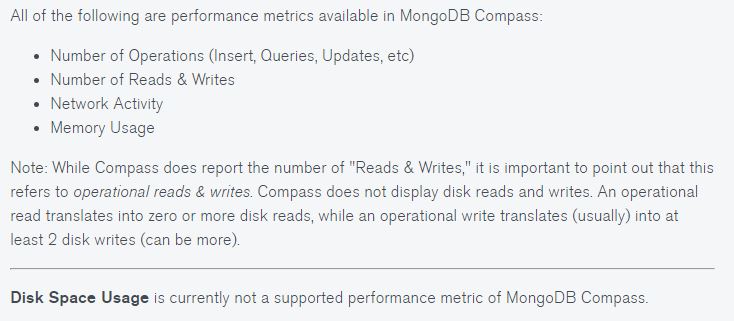 All of the following are performance metrics available in MongoDB Compass:
• Number of Operations (Insert, Queries, Updates, etc)
• Number of Reads & Writes
• Network Activity
• Memory Usage
Note: While Compass does report the number of "Reads & Writes," it is important to point out that this
refers to operational reads & writes. Compass does not display disk reads and writes. An operational
read translates into zero or more disk reads, while an operational write translates (usually) into at
least 2 disk writes (can be more).
Disk Space Usage is currently not a supported performance metric of MongoDB Compass.